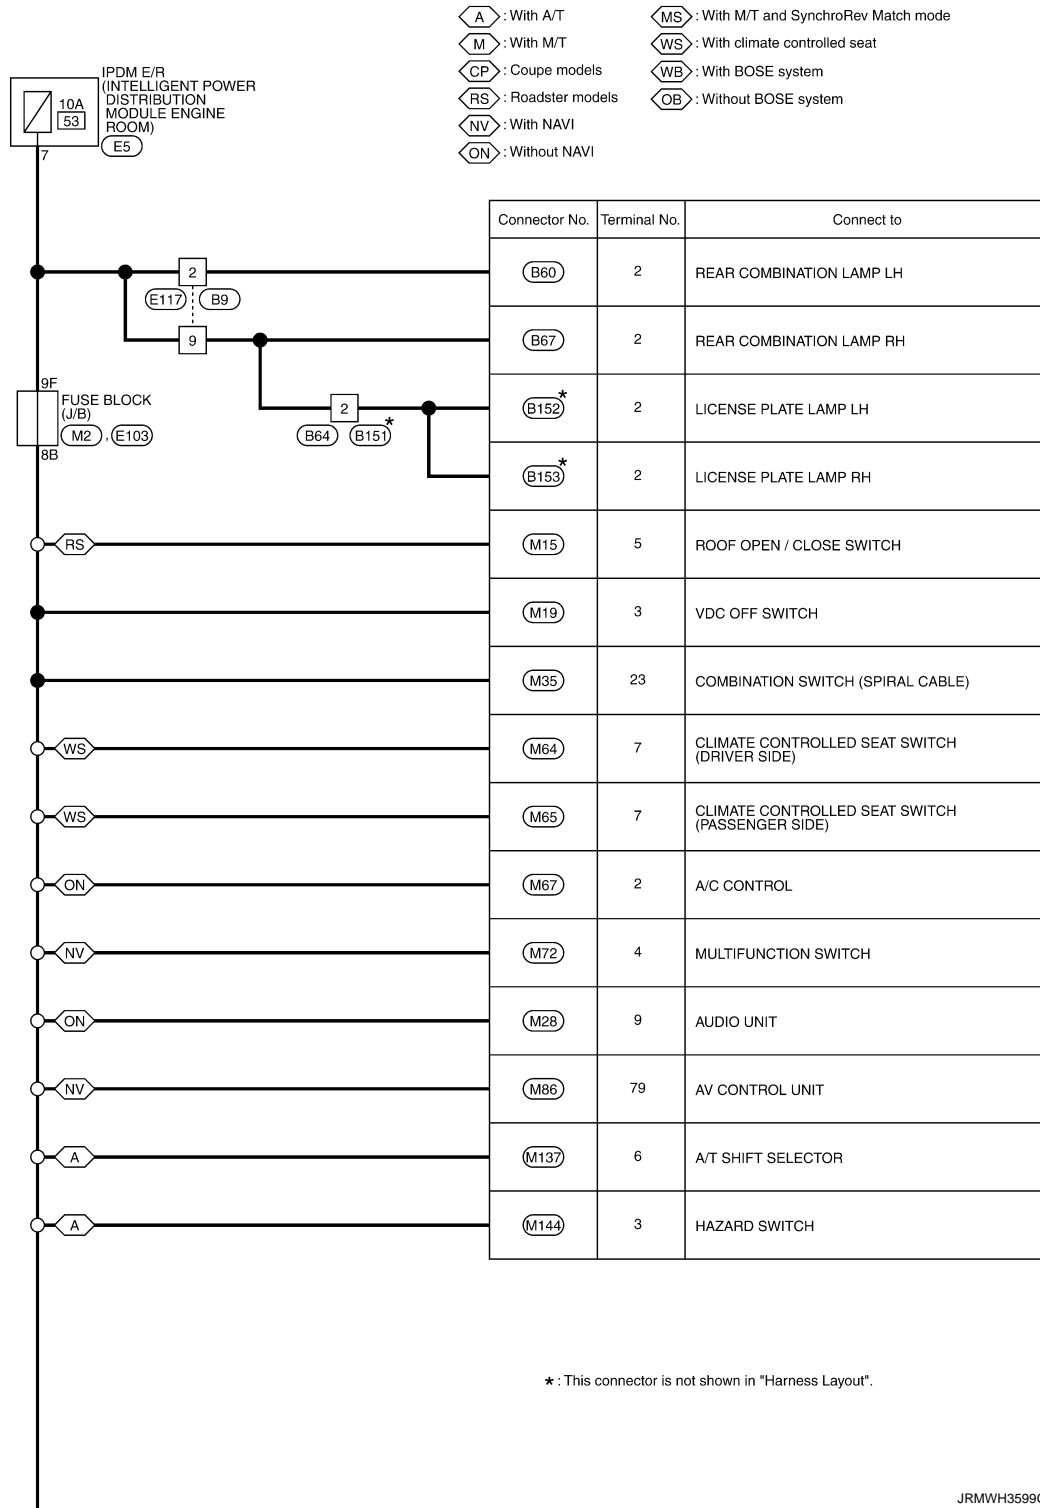 A : With A/T
MS : With M/T and SynchroRev Match mode
M : With M/T
WS : With climate controlled seat
CP : Coupe models
WB : With BOSE system
RS : Roadster models
OB : Without BOSE system
NV : With NAVI
ON : Without NAVI
IPDM E/R
(INTELLIGENT POWER
DISTRIBUTION
MODULE ENGINE
ROOM)
10A
53
E5
7
Connector No. Terminal No. Connect to
2 B60 2 REAR COMBINATION LAMP LH
E117 B9
9 B67 2 REAR COMBINATION LAMP RH
9F
FUSE BLOCK
(J/B)
M2 , E103
8B
2 B152* 2 LICENSE PLATE LAMP LH
B64 B151*
B153* 2 LICENSE PLATE LAMP RH
RS M15 5 ROOF OPEN / CLOSE SWITCH
M19 3 VDC OFF SWITCH
M35 23 COMBINATION SWITCH (SPIRAL CABLE)
WS M64 7 CLIMATE CONTROLLED SEAT SWITCH
(DRIVER SIDE)
WS M65 7 CLIMATE CONTROLLED SEAT SWITCH
(PASSENGER SIDE)
ON M67 2 A/C CONTROL
NV M72 4 MULTIFUNCTION SWITCH
ON M28 9 AUDIO UNIT
NV M86 79 AV CONTROL UNIT
A M137 6 A/T SHIFT SELECTOR
A M144 3 HAZARD SWITCH
* : This connector is not shown in "Harness Layout".